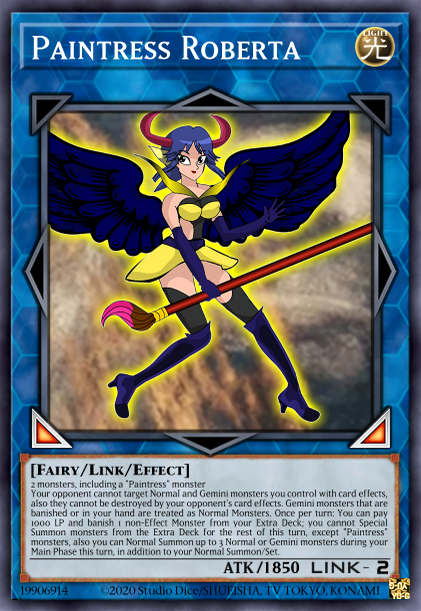 Paintress Roberta
LIGHT
光
[Fairy/Link/Effect]
2 monsters, including a "Paintress" monster
Your opponent cannot target Normal and Gemini monsters you control with card effects,
also they cannot be destroyed by your opponent's card effects. Gemini monsters that are
banished or in your hand are treated as Normal Monsters. Once per turn: You can pay
1000 LP and banish 1 non-Effect Monster from your Extra Deck; you cannot Special
Summon monsters from the Extra Deck for the rest of this turn, except "Paintress"
monsters, also you can Normal Summon up to 3 Normal or Gemini monsters during your
Main Phase this turn, in addition to your Normal Summon/Set.
ATK/1850 LINK-2
19906914 ©2020 Studio Dice/SHUEISHA, TV TOKYO, KONAMI